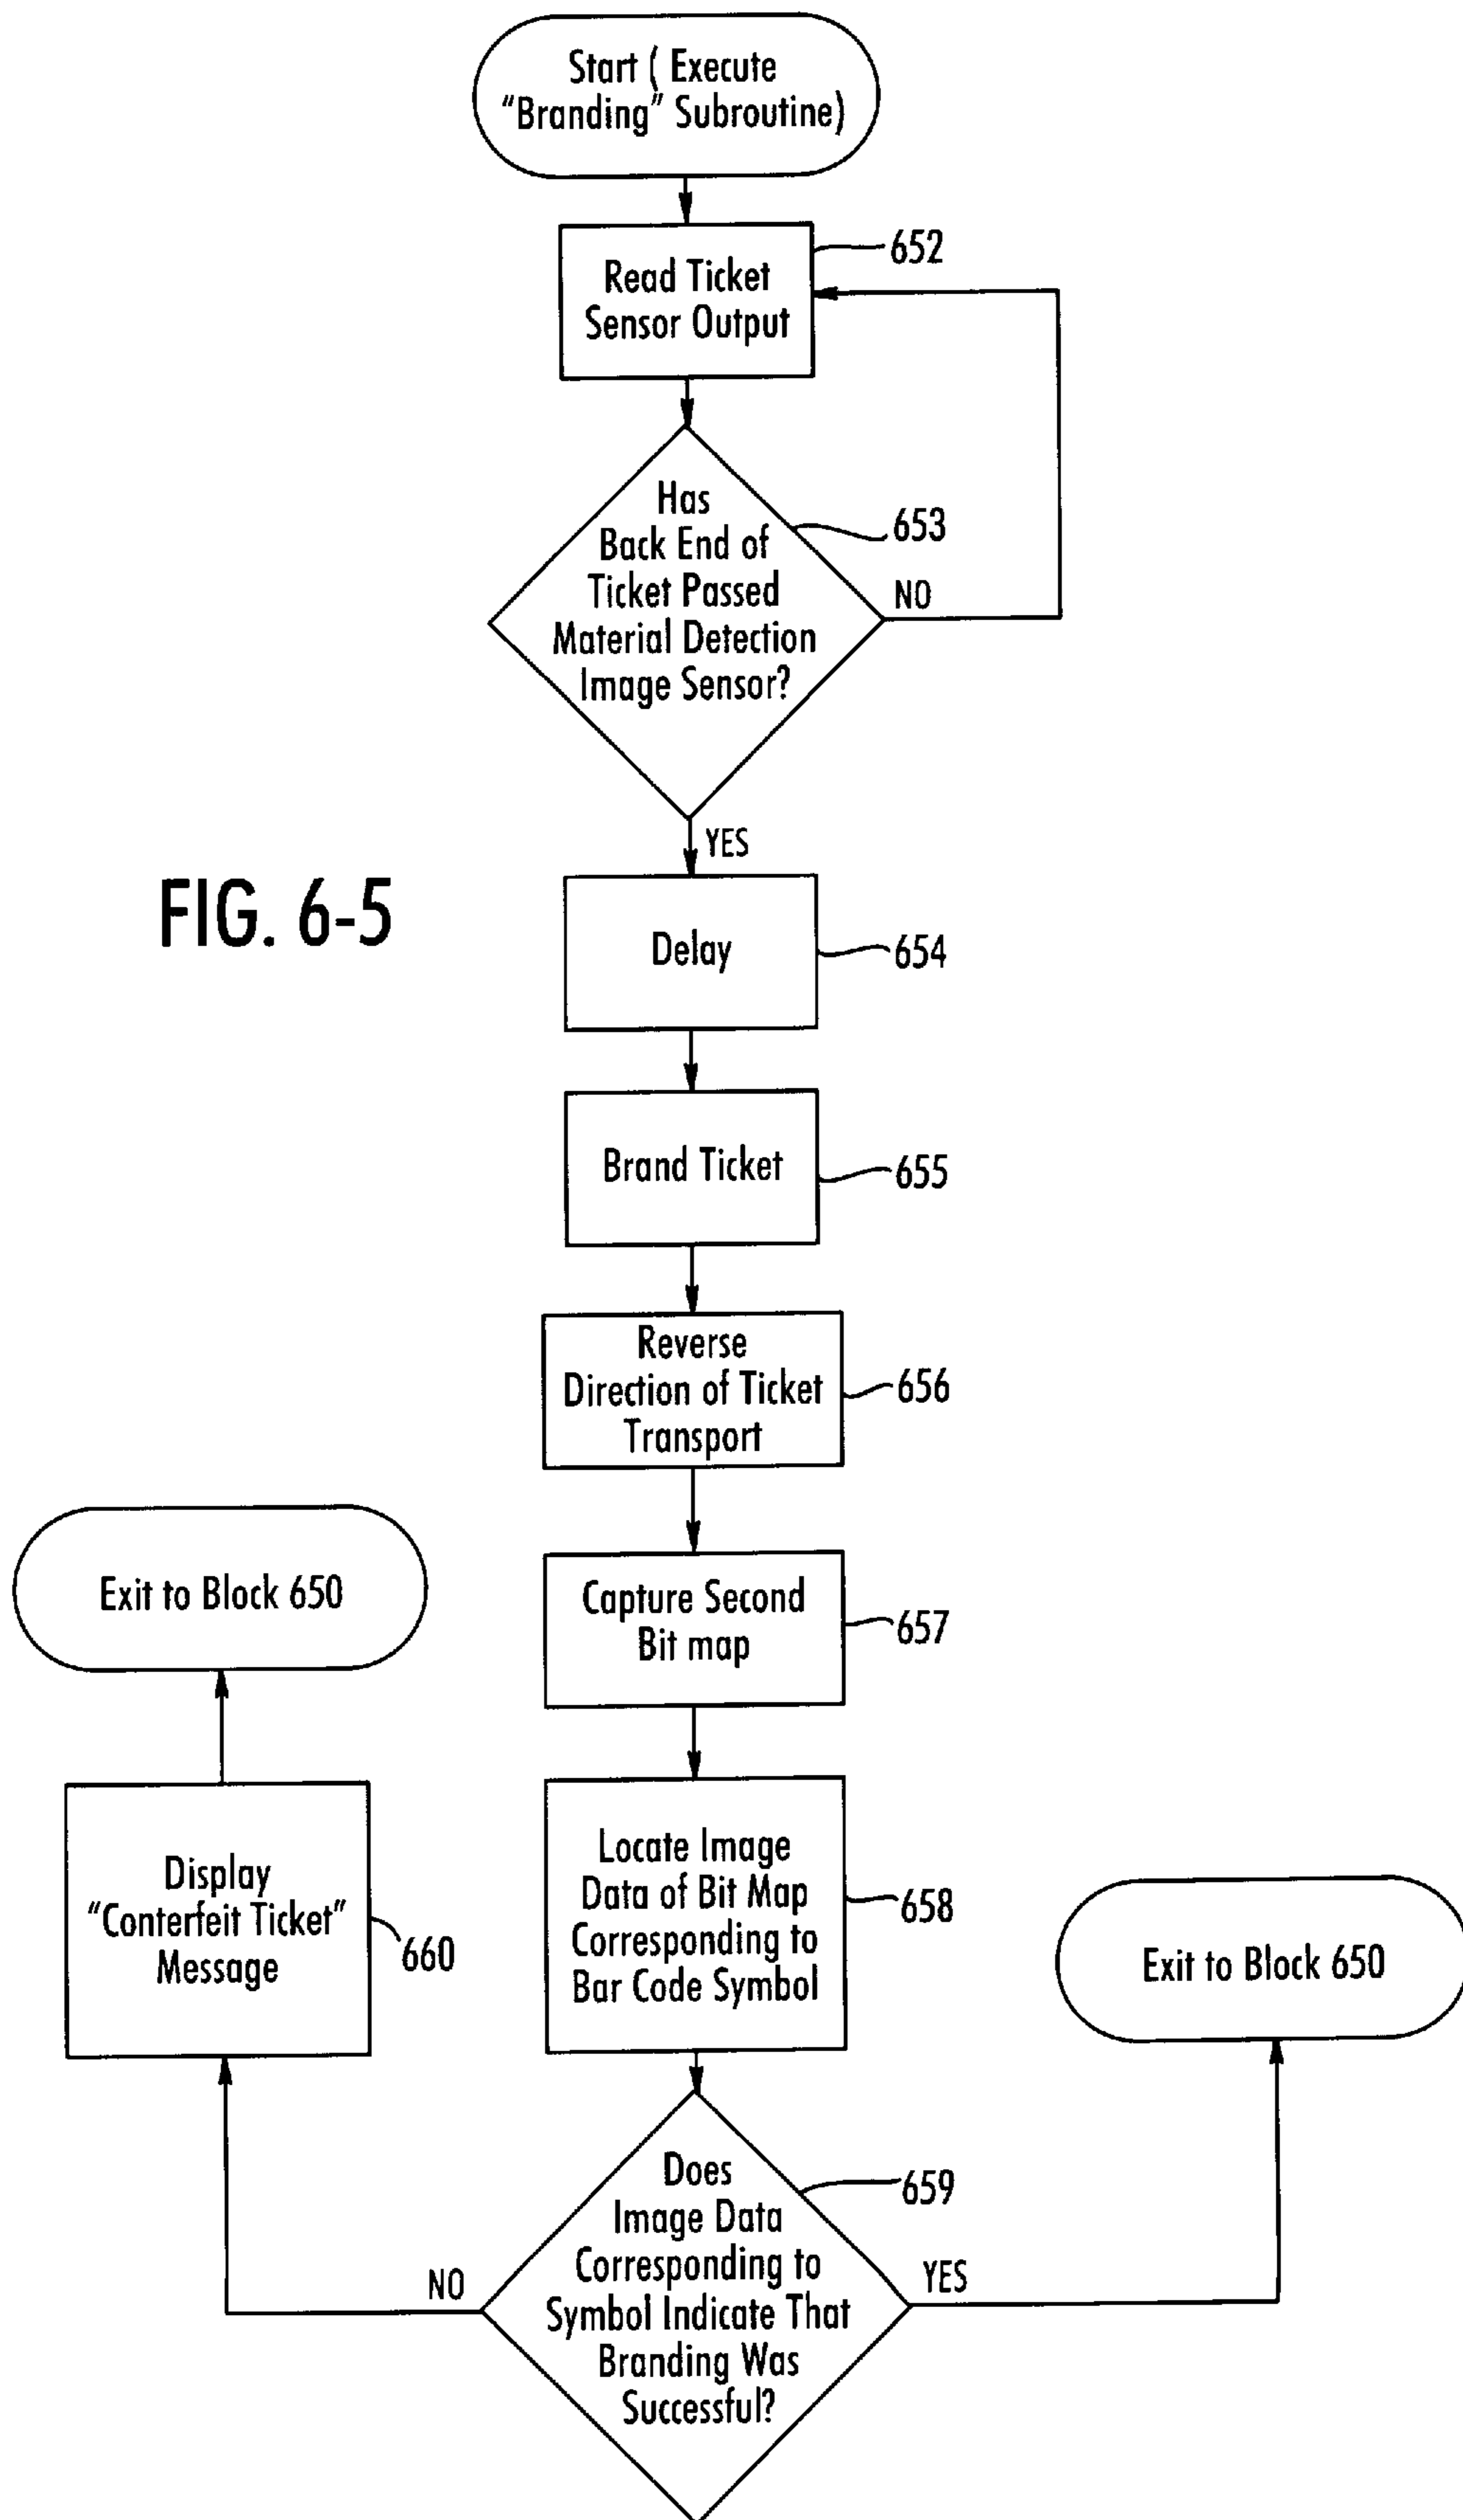 Start ( Execute
"Branding" Subroutine)
652
Read Ticket
Sensor Output
Has
Back End of
Ticket Passed
Material Detection
Image Sensor?
653
NO
YES
FIG. 6-5
Delay
654
Brand Ticket
655
Reverse
Direction of Ticket
Transport
656
Capture Second
Bit map
657
Locate Image
Data of Bit Map
Corresponding to
Bar Code Symbol
658
Does
Image Data
Corresponding to
Symbol Indicate That
Branding Was
Successful?
659
NO
YES
Display
"Conterfeit Ticket"
Message
660
Exit to Block 650
Exit to Block 650